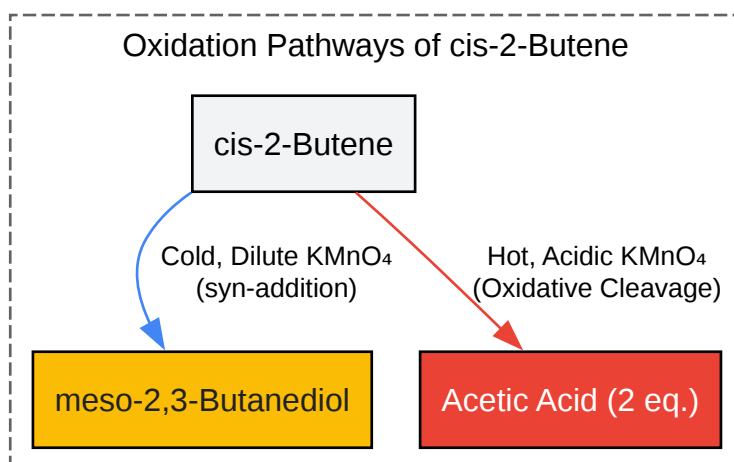 Oxidation Pathways of cis-2-Butene
cis-2-Butene
Cold, Dilute KMnO₄
(syn-addition)
Hot, Acidic KMnO₄
(Oxidative Cleavage)
meso-2,3-Butanediol
Acetic Acid (2 eq.)